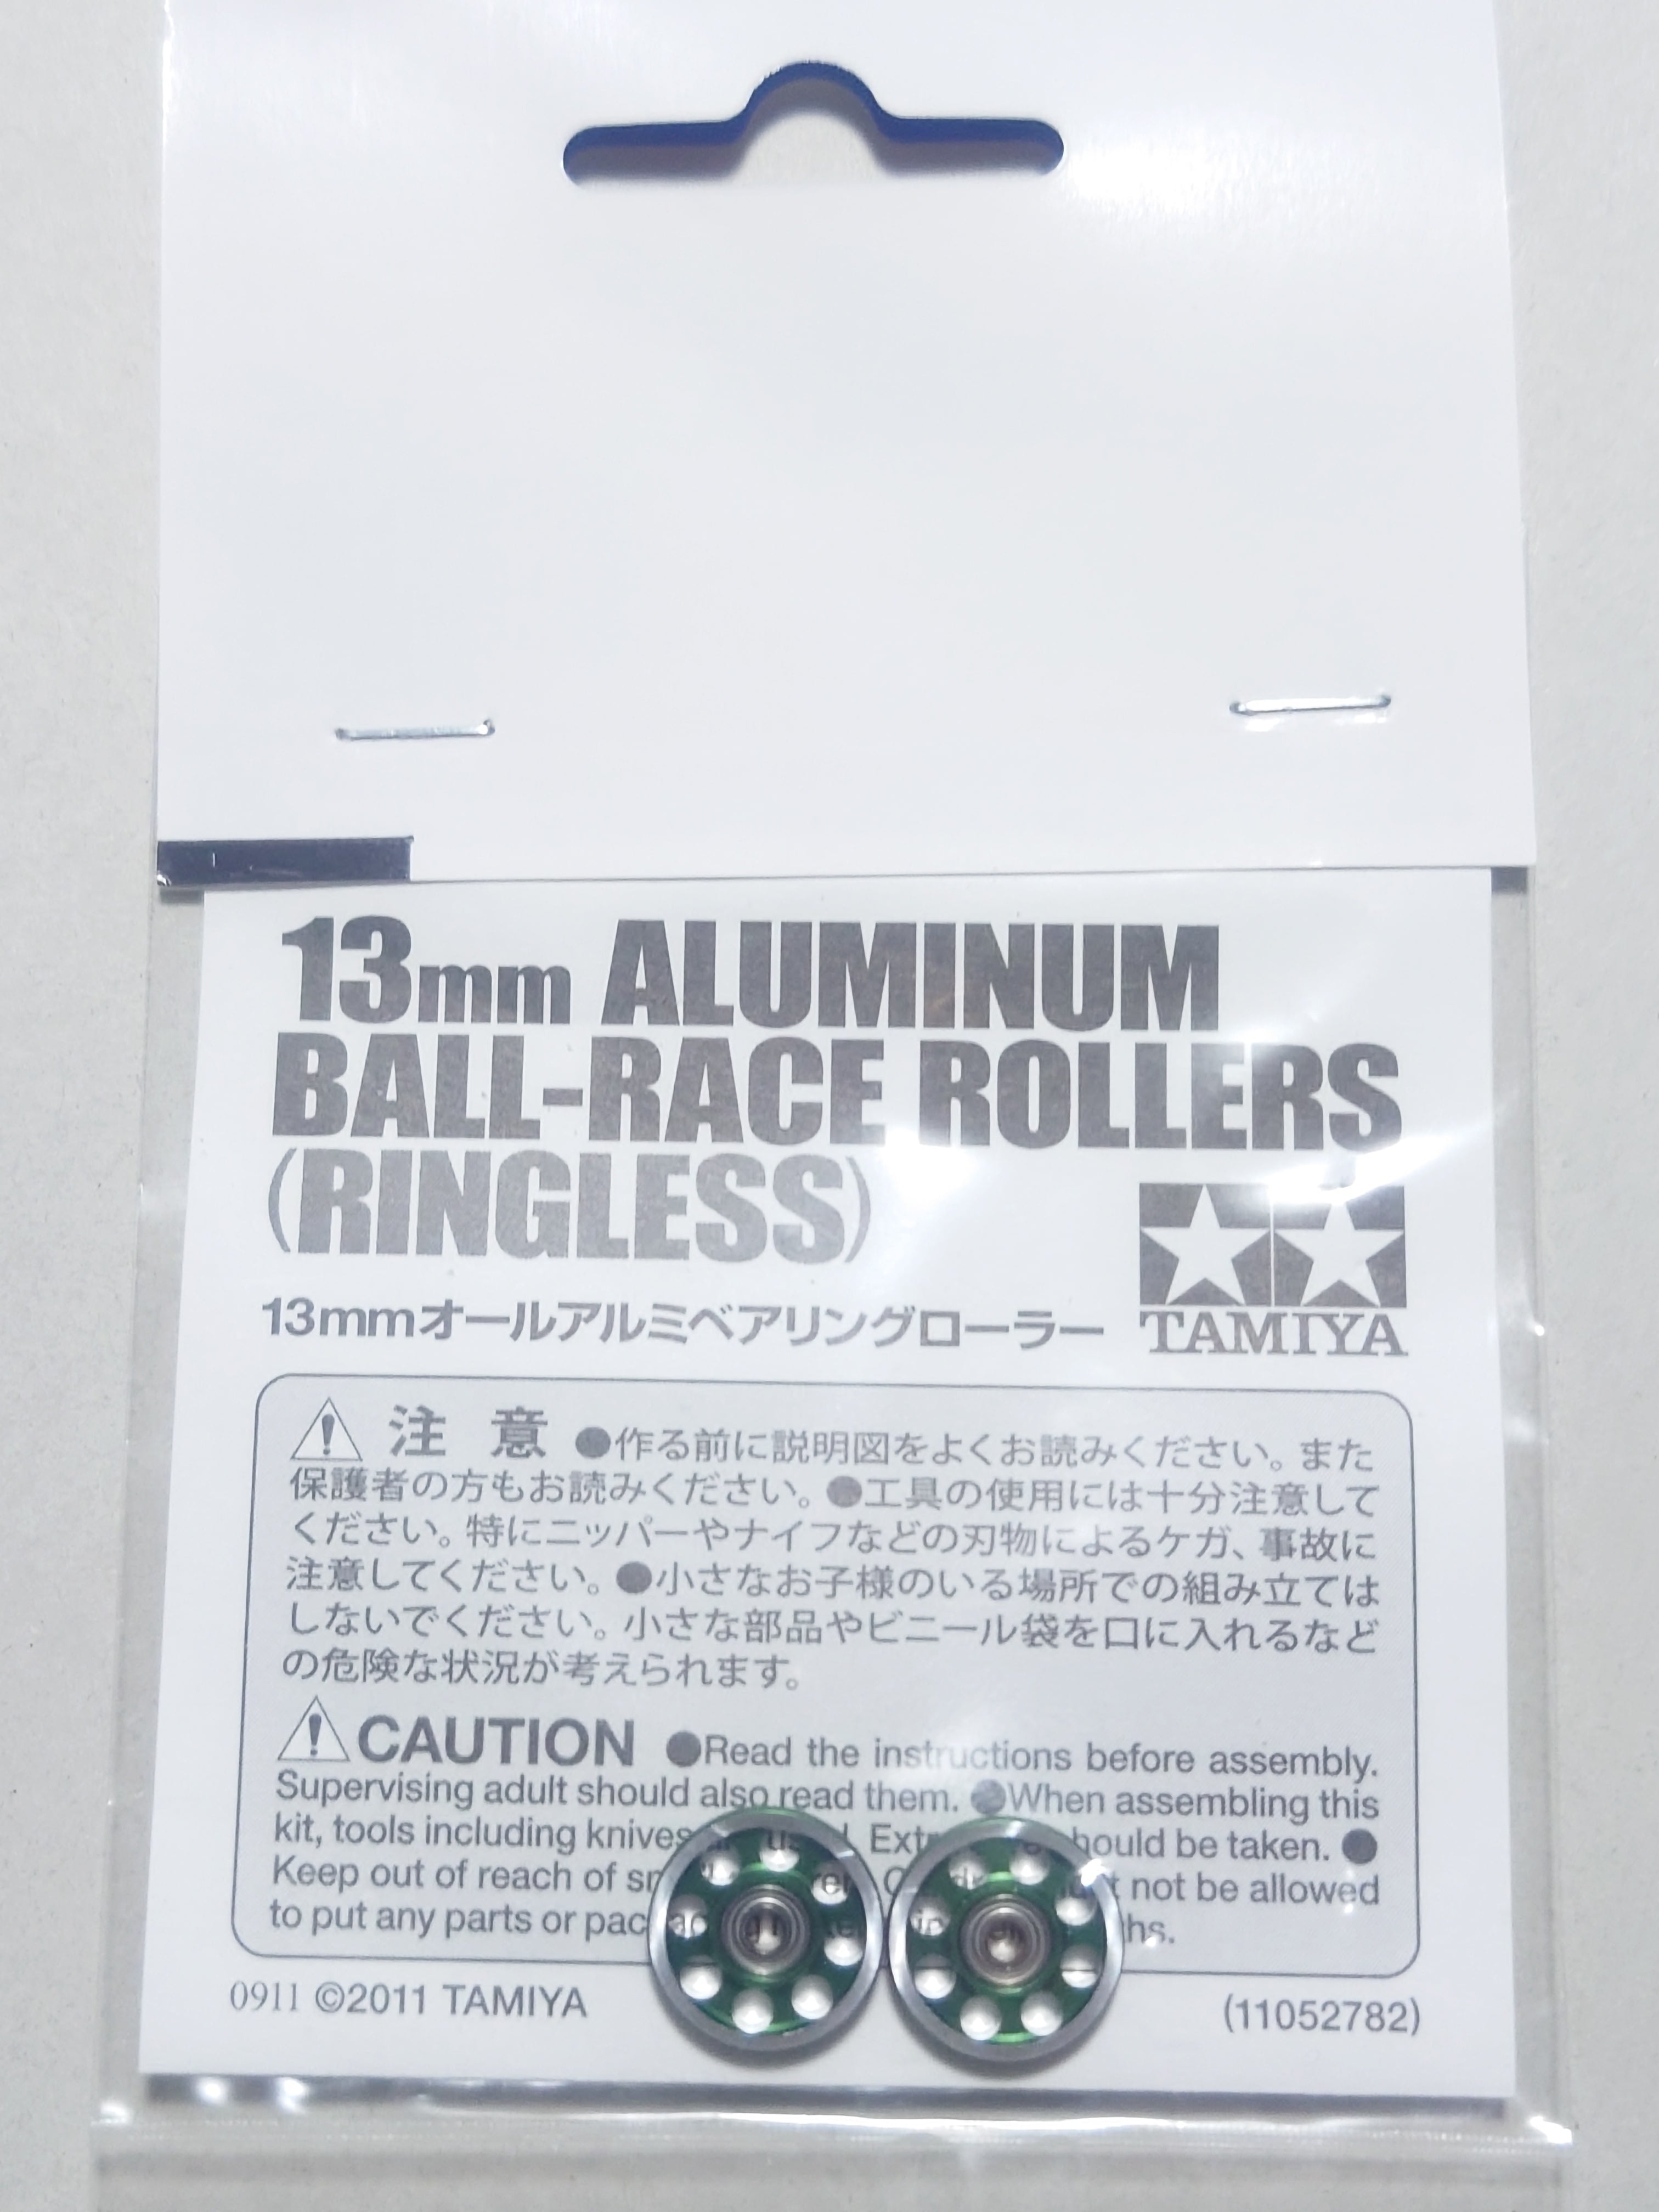 13mm ALUMINUM
BALL-RACE ROLLERS
(RINGLESS)
13mmオールアルミベアリングローラー
TAMIYA
注 意 ●作る前に説明図をよくお読みください。また
保護者の方もお読みください。●工具の使用には十分注意して
ください。特にニッパーやナイフなどの刃物によるケガ、事故に
注意してください。●小さなお子様のいる場所での組み立ては
しないでください。小さな部品やビニール袋を口に入れるなど
の危険な状況が考えられます。
CAUTION ●Read the instructions before assembly.
Supervising adult should also read them. ●When assembling this
kit, tools including knives should be taken. ●
Keep out of reach of not be allowed
to put any parts or
0911 ©2011 TAMIYA
(11052782)